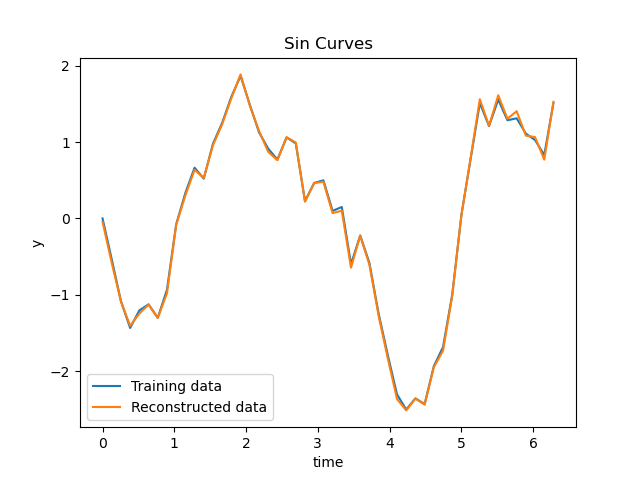 Sin Curves
2
1
0
−1
−2
y
Training data
Reconstructed data
0 1 2 3 4 5 6
time